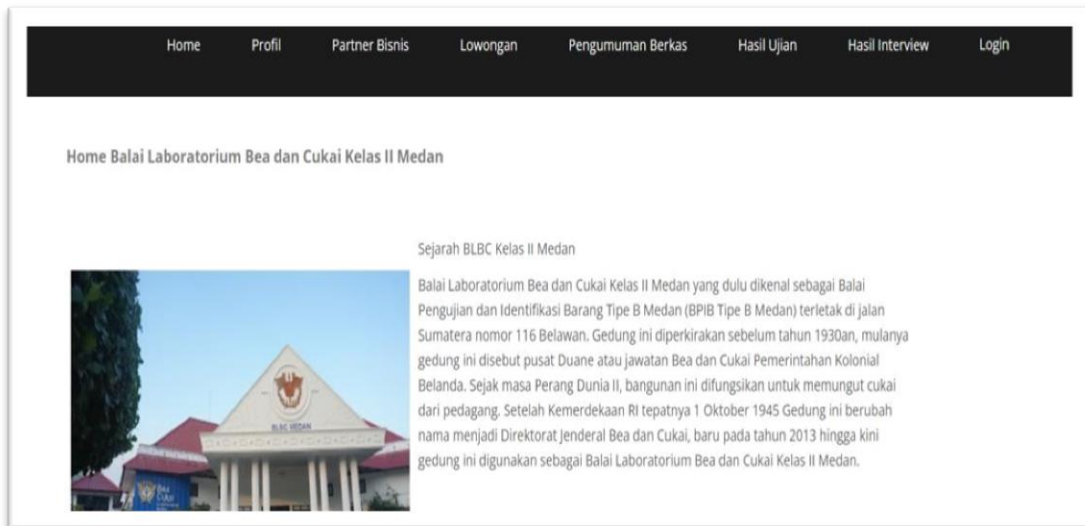 Home Profil Partner Bisnis Lowongan Pengumuman Berkas Hasil Ujian Hasil Interview Login
Home Balai Laboratorium Bea dan Cukai Kelas II Medan
Sejarah BLBC Kelas II Medan
Balai Laboratorium Bea dan Cukai Kelas II Medan yang dulu dikenal sebagai Balai
Pengujian dan Identifikasi Barang Tipe B Medan (BPIB Tipe B Medan) terletak di jalan
Sumatera nomor 116 Belawan. Gedung ini diperkirakan sebelum tahun 1930an, mulanya
gedung ini disebut pusat Duane atau jawatan Bea dan Cukai Pemerintahan Kolonial
Belanda. Sejak masa Perang Dunia II, bangunan ini difungsikan untuk memungut cukai
dari pedagang. Setelah Kemerdekaan RI tepatnya 1 Oktober 1945 Gedung ini berubah
nama menjadi Direktorat Jenderal Bea dan Cukai, baru pada tahun 2013 hingga kini
gedung ini digunakan sebagai Balai Laboratorium Bea dan Cukai Kelas II Medan.
BLBC MEDAN
Bea
Cukai